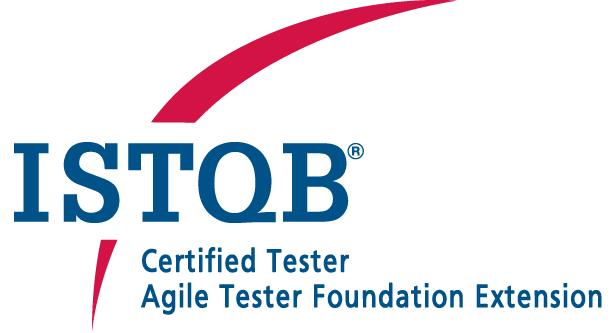 ISTQB®
Certified Tester
Agile Tester Foundation Extension